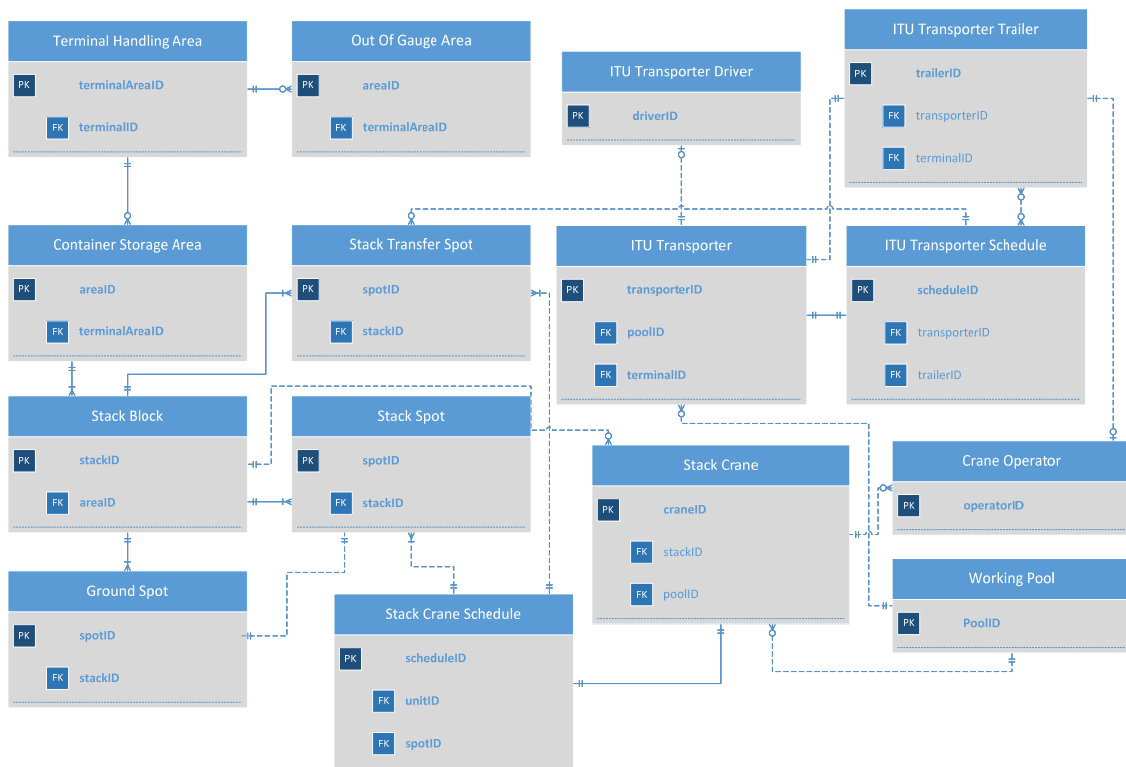 Terminal Handling Area
PK terminalAreaID
FK terminalID
Out Of Gauge Area
PK areaID
FK terminalAreaID
ITU Transporter Driver
PK driverID
ITU Transporter Trailer
PK trailerID
FK transporterID
FK terminalID
Container Storage Area
PK areaID
FK terminalAreaID
Stack Transfer Spot
PK spotID
FK stackID
ITU Transporter
PK transporterID
FK poolID
FK terminalID
ITU Transporter Schedule
PK scheduleID
FK transporterID
FK trailerID
Stack Block
PK stackID
FK areaID
Stack Spot
PK spotID
FK stackID
Stack Crane
PK craneID
FK stackID
FK poolID
Crane Operator
PK operatorID
Ground Spot
PK spotID
FK stackID
Stack Crane Schedule
PK scheduleID
FK unitID
FK spotID
Working Pool
PK PoolID